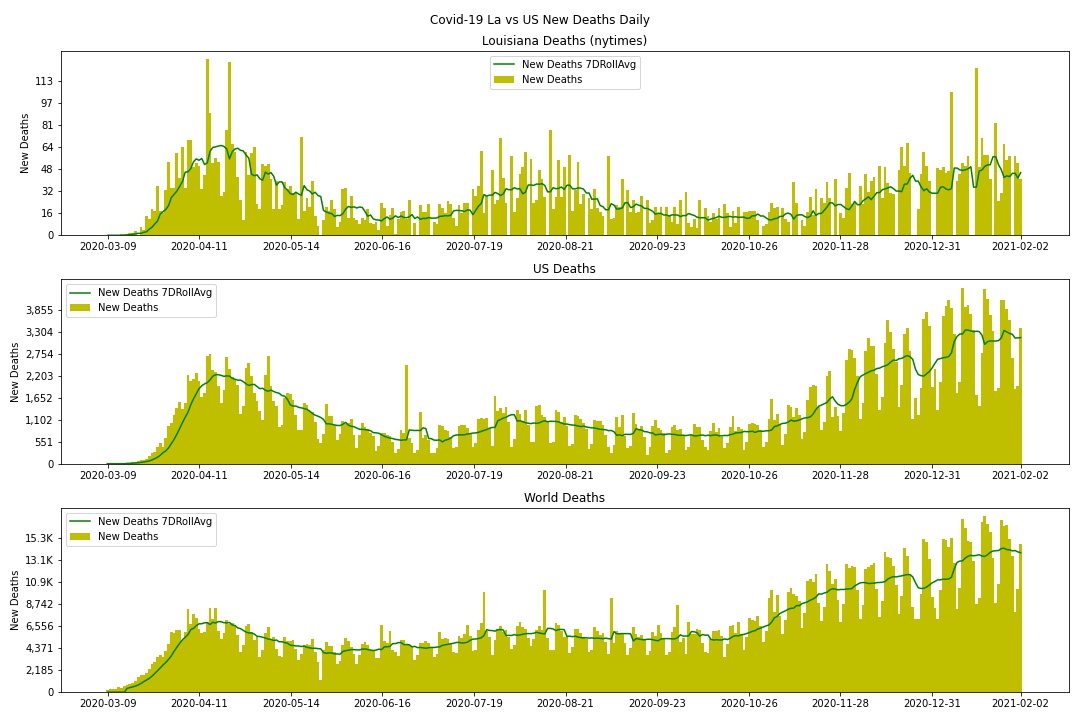 Covid-19 La vs US New Deaths Daily
Louisiana Deaths (nytimes)
New Deaths 7DRollAvg
New Deaths
New Deaths
113
97
81
64
48
32
16
0
2020-03-09 2020-04-11 2020-05-14 2020-06-16 2020-07-19 2020-08-21 2020-09-23 2020-10-26 2020-11-28 2020-12-31 2021-02-02
US Deaths
New Deaths 7DRollAvg
New Deaths
New Deaths
3,855
3,304
2,754
2,203
1,652
1,102
551
0
2020-03-09 2020-04-11 2020-05-14 2020-06-16 2020-07-19 2020-08-21 2020-09-23 2020-10-26 2020-11-28 2020-12-31 2021-02-02
World Deaths
New Deaths 7DRollAvg
New Deaths
New Deaths
15.3K
13.1K
10.9K
8,742
6,556
4,371
2,185
0
2020-03-09 2020-04-11 2020-05-14 2020-06-16 2020-07-19 2020-08-21 2020-09-23 2020-10-26 2020-11-28 2020-12-31 2021-02-02